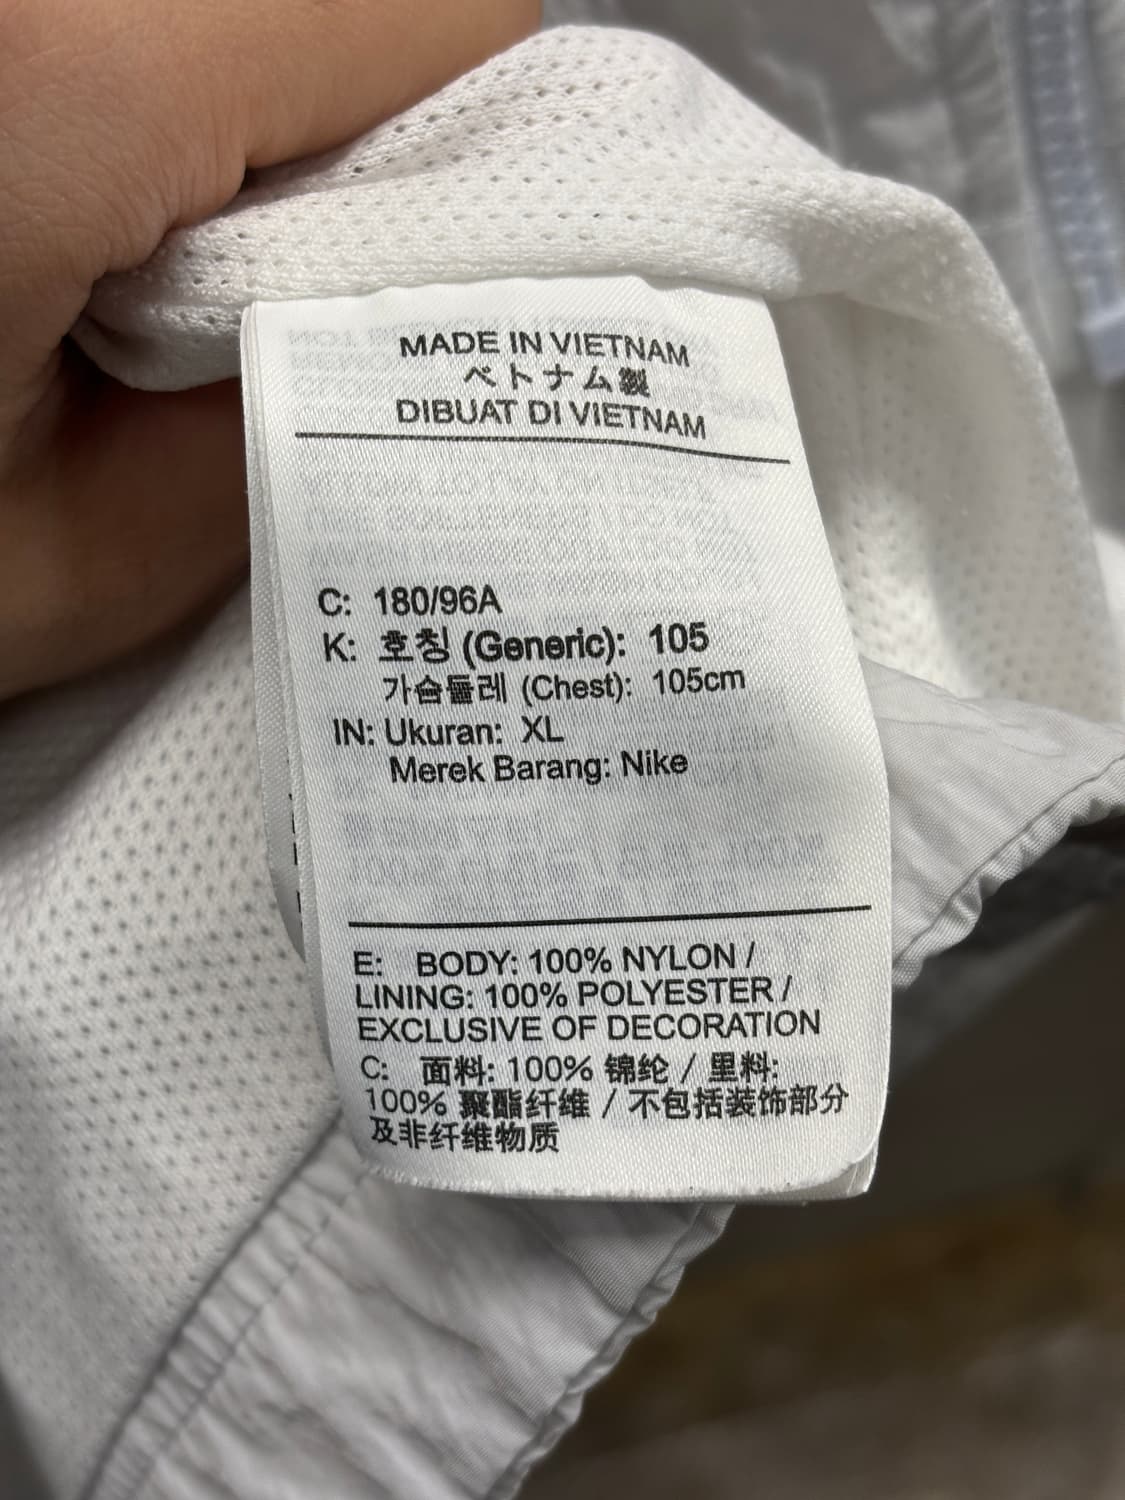 MADE IN VIETNAM
ベトナム製
DIBUAT DI VIETNAM
C: 180/96A
K: 호칭 (Generic): 105
가슴둘레 (Chest): 105cm
IN: Ukuran: XL
Merek Barang: Nike
E: BODY: 100% NYLON /
LINING: 100% POLYESTER /
EXCLUSIVE OF DECORATION
C: 面料: 100% 锦纶 / 里料:
100% 聚酯纤维 / 不包括装饰部分
及非纤维物质